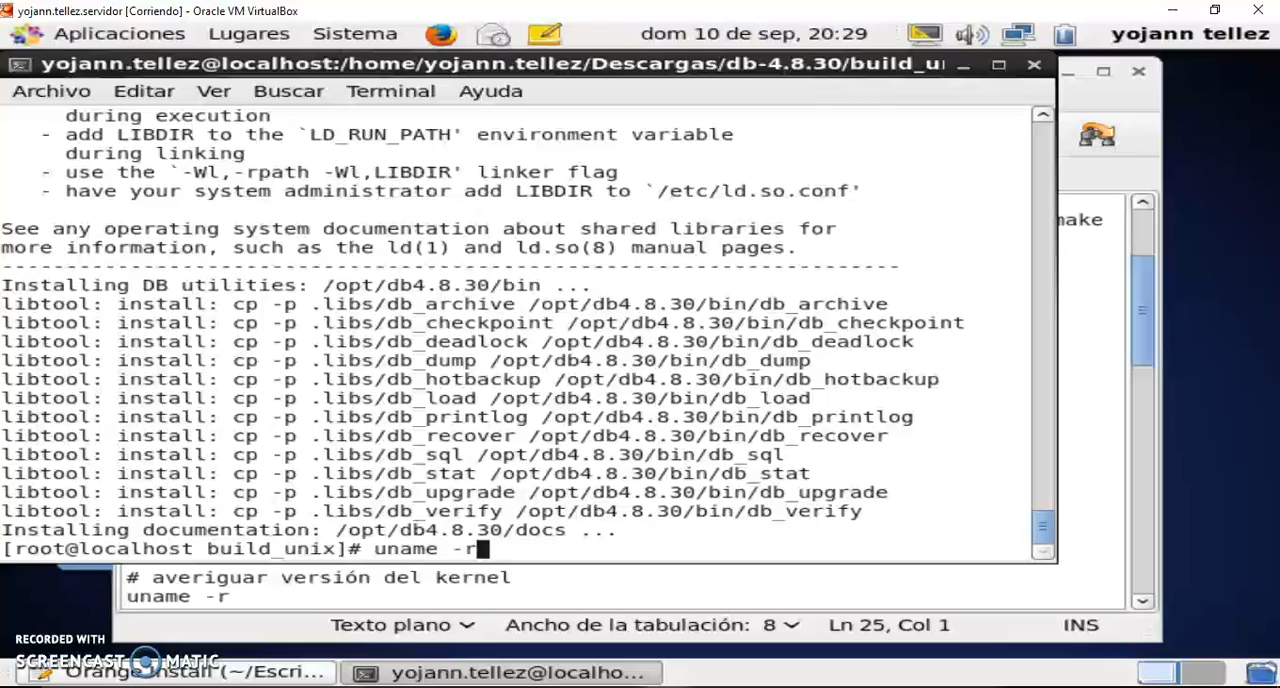 yojann.tellez.servidor [Corriendo] - Oracle VM VirtualBox
Aplicaciones Lugares Sistema dom 10 de sep, 20:29 yojann tellez
yojann.tellez@localhost:/home/yojann.tellez/Descargas/db-4.8.30/build_u
Archivo Editar Ver Buscar Terminal Ayuda
during execution
- add LIBDIR to the `LD_RUN_PATH' environment variable
during linking
- use the `-Wl,-rpath -Wl,LIBDIR' linker flag
- have your system administrator add LIBDIR to `/etc/ld.so.conf'
make
See any operating system documentation about shared libraries for
more information, such as the ld(1) and ld.so(8) manual pages.
----------------------------------------------------------------------
Installing DB utilities: /opt/db4.8.30/bin ...
libtool: install: cp -p .libs/db_archive /opt/db4.8.30/bin/db_archive
libtool: install: cp -p .libs/db_checkpoint /opt/db4.8.30/bin/db_checkpoint
libtool: install: cp -p .libs/db_deadlock /opt/db4.8.30/bin/db_deadlock
libtool: install: cp -p .libs/db_dump /opt/db4.8.30/bin/db_dump
libtool: install: cp -p .libs/db_hotbackup /opt/db4.8.30/bin/db_hotbackup
libtool: install: cp -p .libs/db_load /opt/db4.8.30/bin/db_load
libtool: install: cp -p .libs/db_printlog /opt/db4.8.30/bin/db_printlog
libtool: install: cp -p .libs/db_recover /opt/db4.8.30/bin/db_recover
libtool: install: cp -p .libs/db_sql /opt/db4.8.30/bin/db_sql
libtool: install: cp -p .libs/db_stat /opt/db4.8.30/bin/db_stat
libtool: install: cp -p .libs/db_upgrade /opt/db4.8.30/bin/db_upgrade
libtool: install: cp -p .libs/db_verify /opt/db4.8.30/bin/db_verify
Installing documentation: /opt/db4.8.30/docs ...
[root@localhost build_unix]# uname -r
# averiguar versión del kernel
uname -r
Texto plano Ancho de la tabulación: 8 Ln 25, Col 1 INS
RECORDED WITH
SCREENCAST MATIC
Orange install (~/Escri... yojann.tellez@localho...